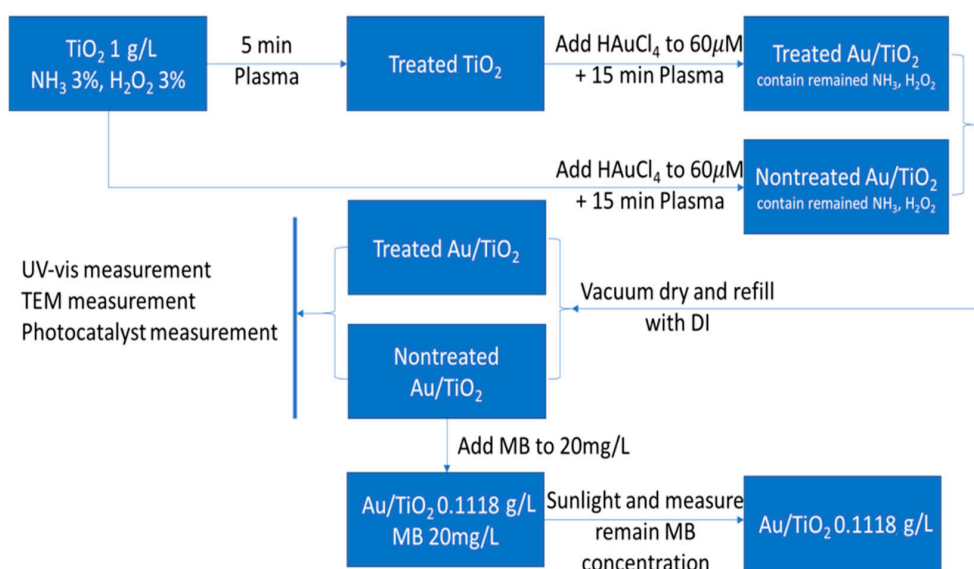 TiO₂ 1 g/L
NH₃ 3%, H₂O₂ 3%
5 min
Plasma
Treated TiO₂
Add HAuCl₄ to 60μM
+ 15 min Plasma
Treated Au/TiO₂
contain remained NH₃, H₂O₂
Add HAuCl₄ to 60μM
+ 15 min Plasma
Nontreated Au/TiO₂
contain remained NH₃, H₂O₂
UV-vis measurement
TEM measurement
Photocatalyst measurement
Treated Au/TiO₂
Nontreated
Au/TiO₂
Vacuum dry and refill
with DI
Add MB to 20mg/L
Au/TiO₂ 0.1118 g/L
MB 20mg/L
Sunlight and measure
remain MB
concentration
Au/TiO₂ 0.1118 g/L